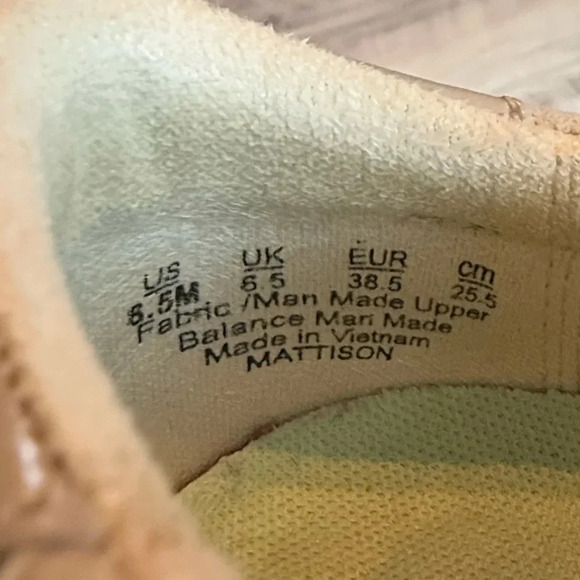 US UK EUR cm
8.5M 6.5 38.5 25.5
Fabric /Man Made Upper
Balance Man Made
Made in Vietnam
MATTISON